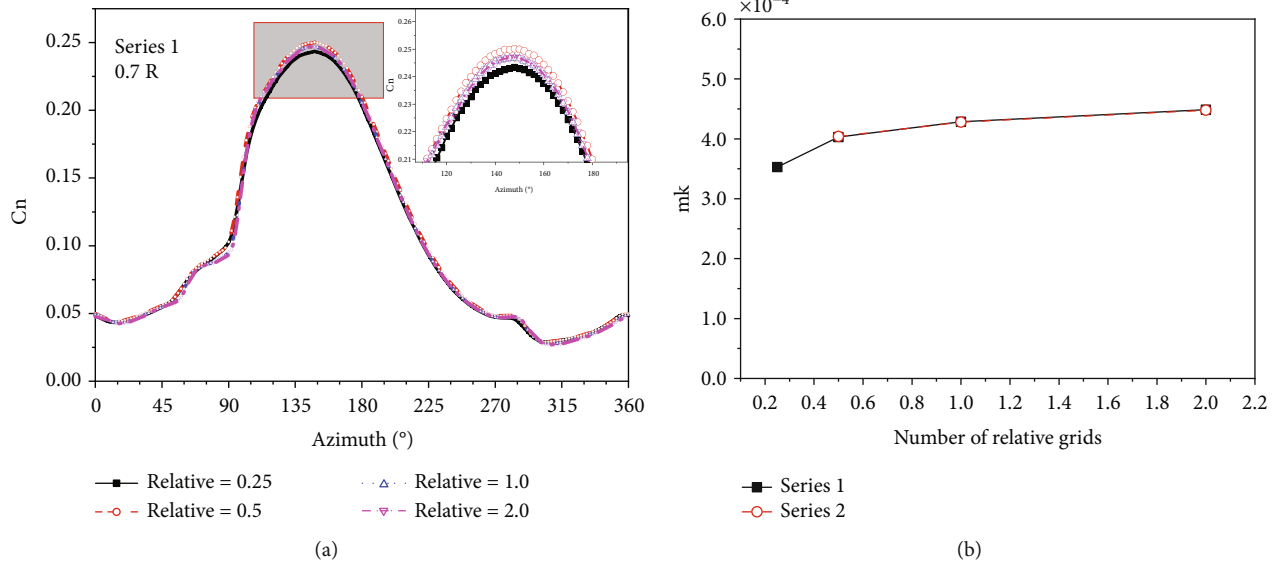 Series 1
0.7 R
0.25
0.20
0.15
0.10
0.05
0.00
Cn
0 45 90 135 180 225 270 315 360
Azimuth (°)
0.26
0.25
0.24
0.23
0.22
0.21
Cn
120 140 160 180
Azimuth (°)
Relative = 0.25
Relative = 0.5
Relative = 1.0
Relative = 2.0
(a)
6.0
5.0
4.0
3.0
2.0
1.0
0.0
mk
0.2 0.4 0.6 0.8 1.0 1.2 1.4 1.6 1.8 2.0 2.2
Number of relative grids
Series 1
Series 2
(b)